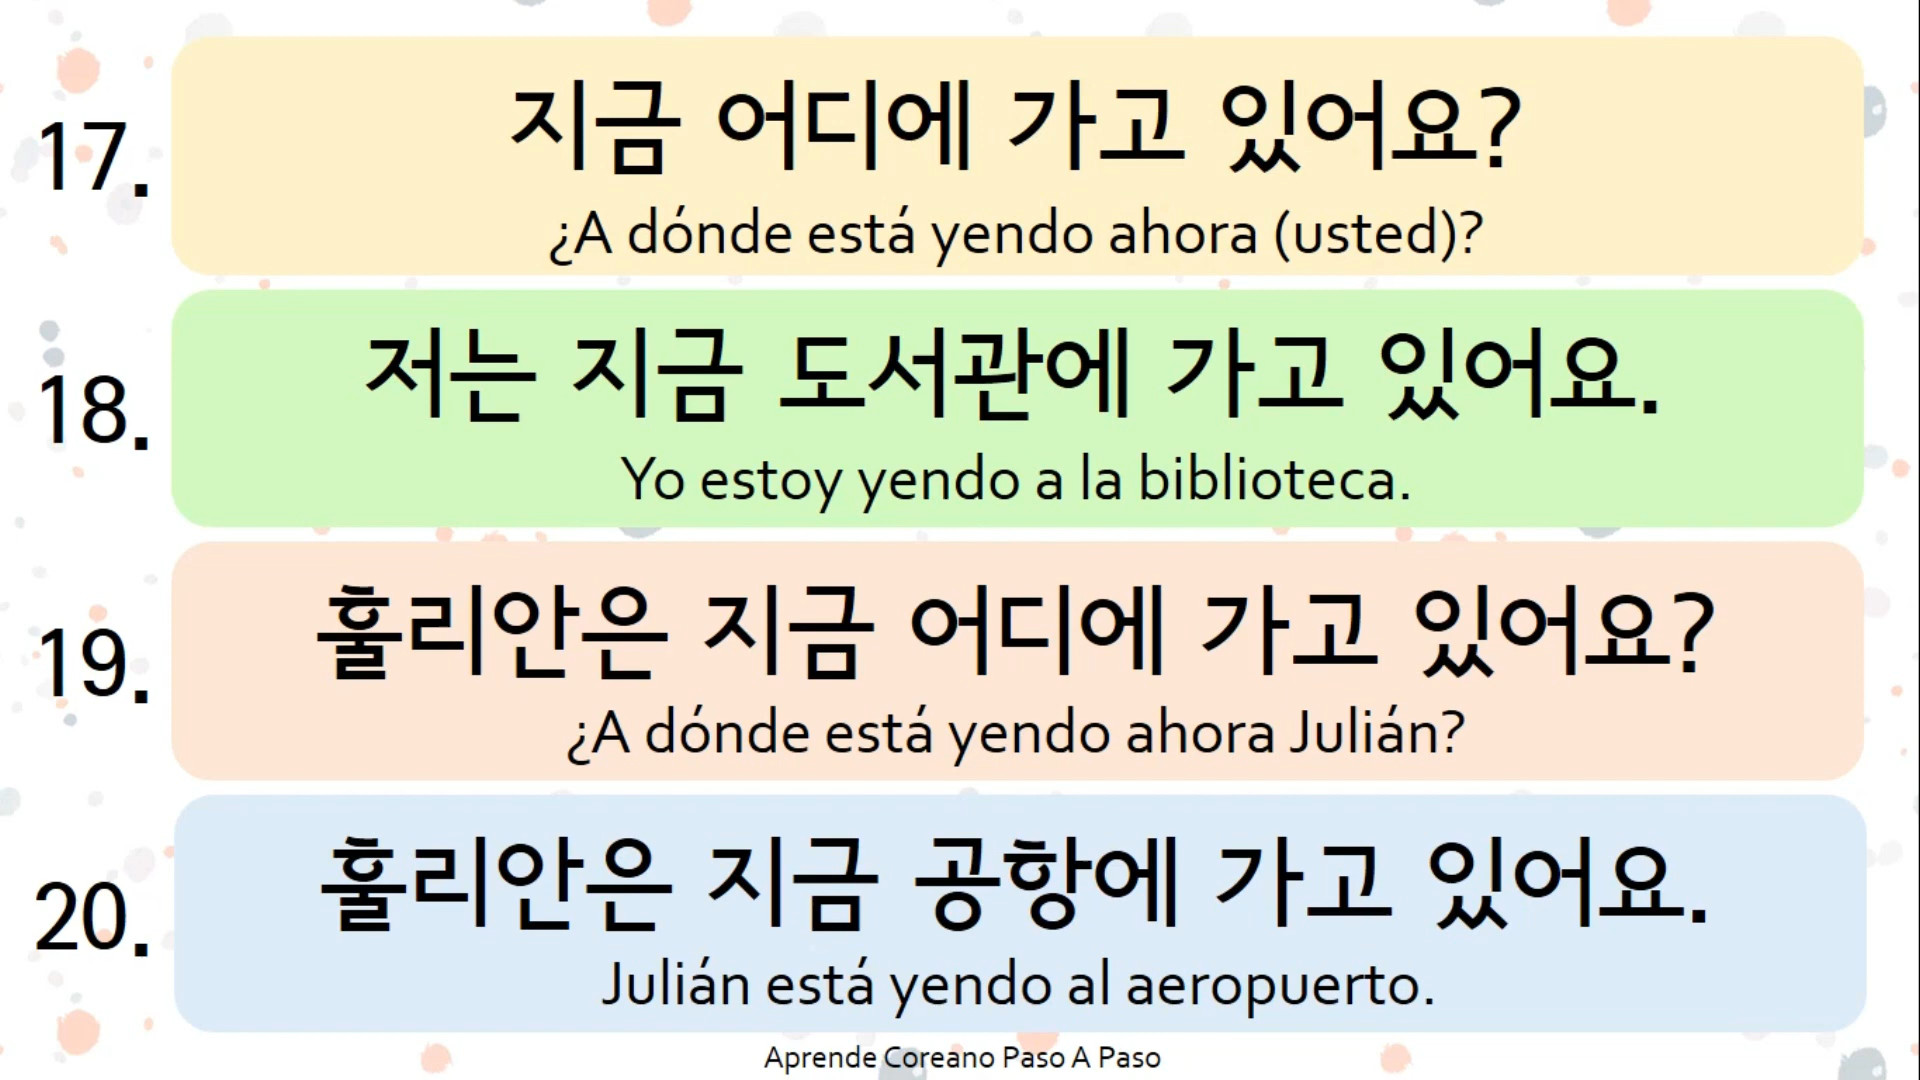 17.
지금 어디에 가고 있어요?
¿A dónde está yendo ahora (usted)?
18.
저는 지금 도서관에 가고 있어요.
Yo estoy yendo a la biblioteca.
19.
훌리안은 지금 어디에 가고 있어요?
¿A dónde está yendo ahora Julián?
20.
훌리안은 지금 공항에 가고 있어요.
Julián está yendo al aeropuerto.
Aprende Coreano Paso A Paso